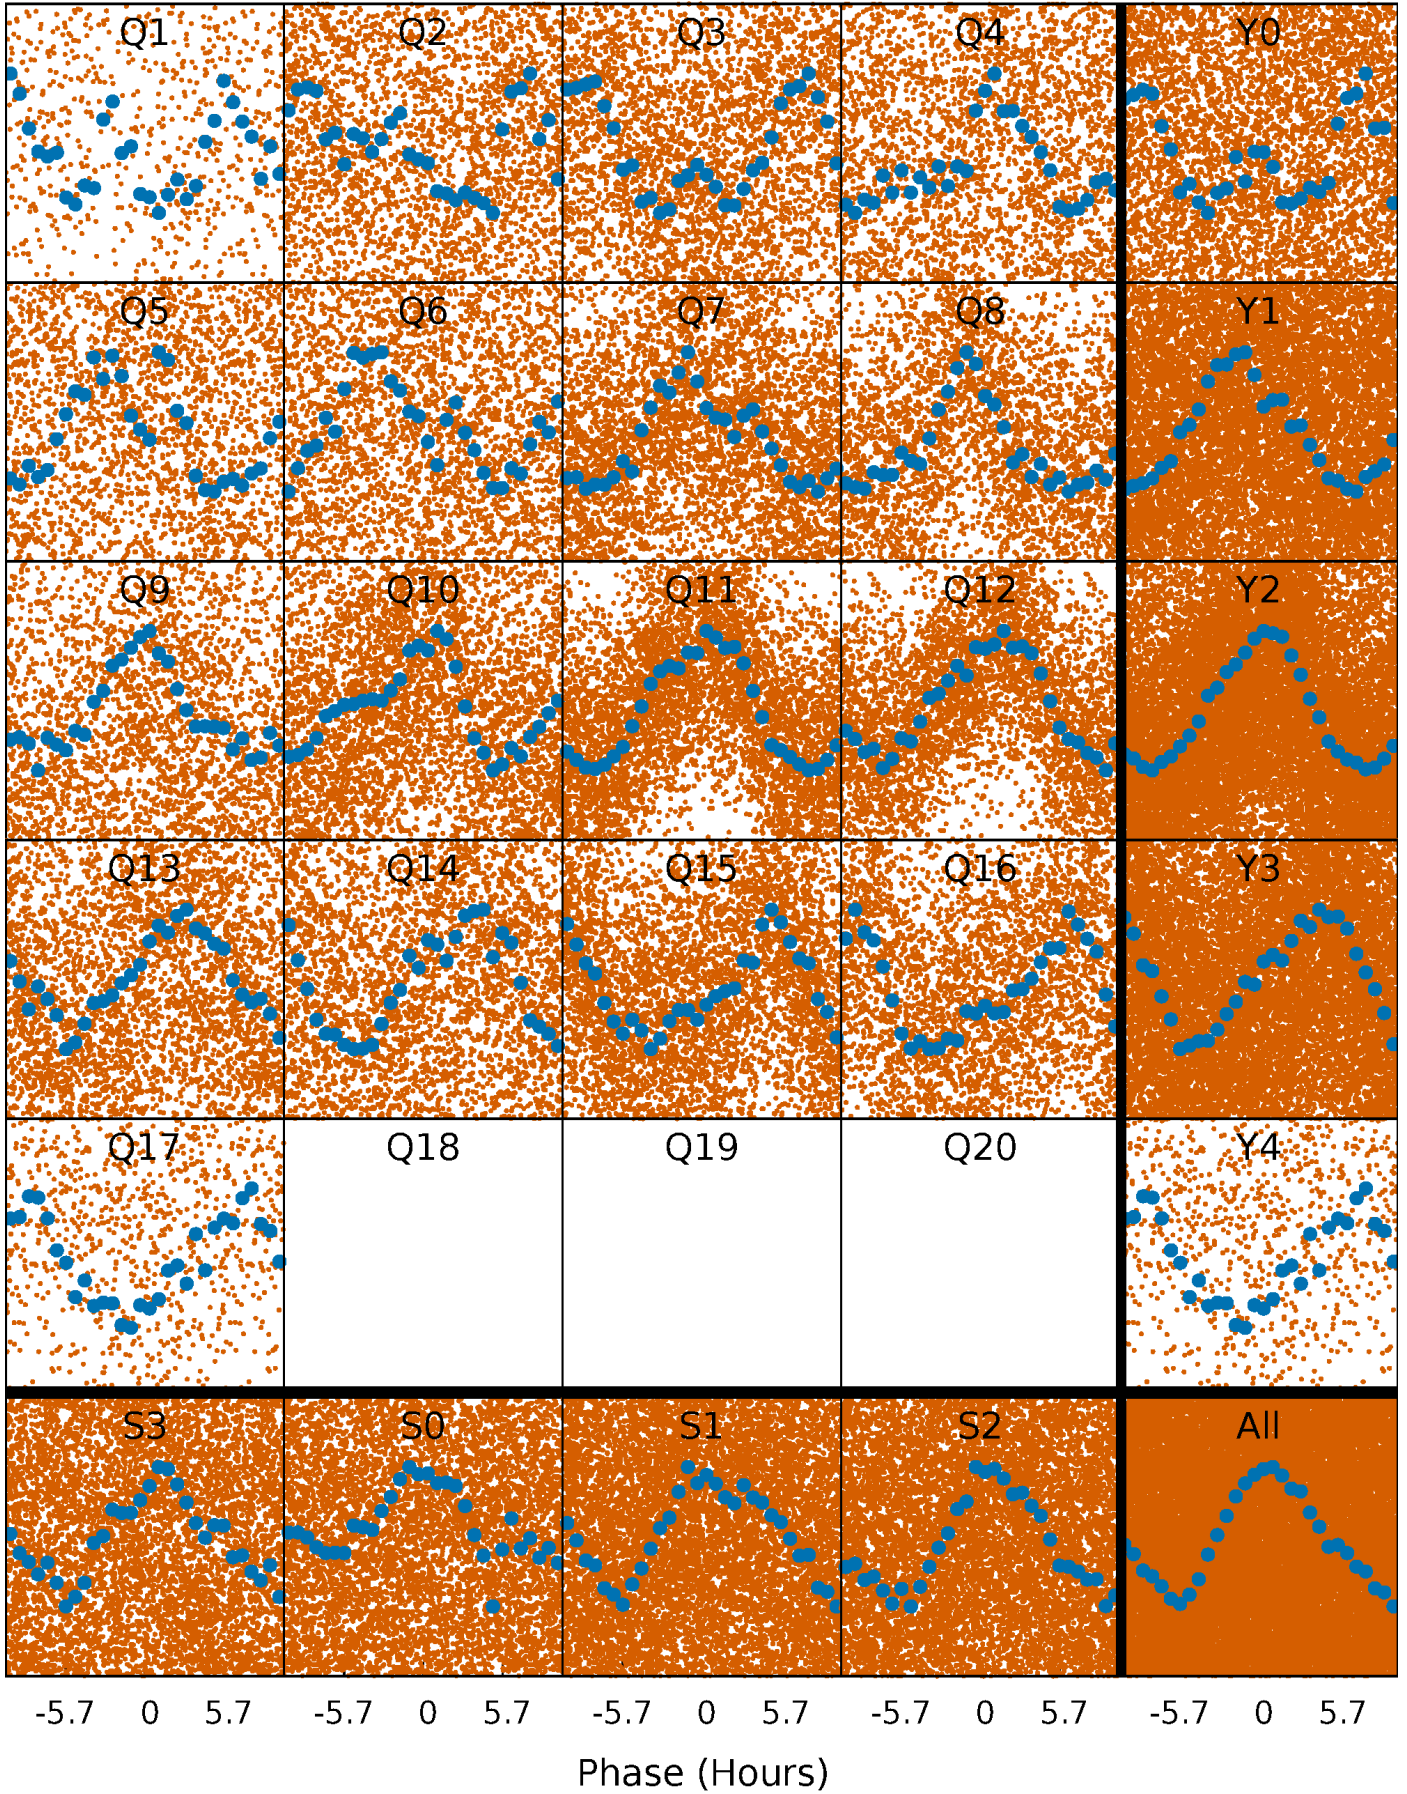 Q1 Q2 Q3 Q4 Y0
Q5 Q6 Q7 Q8 Y1
Q9 Q10 Q11 Q12 Y2
Q13 Q14 Q15 Q16 Y3
Q17 Q18 Q19 Q20 Y4
S3 S0 S1 S2 All
-5.7 0 5.7 -5.7 0 5.7 -5.7 0 5.7 -5.7 0 5.7 -5.7 0 5.7
Phase (Hours)